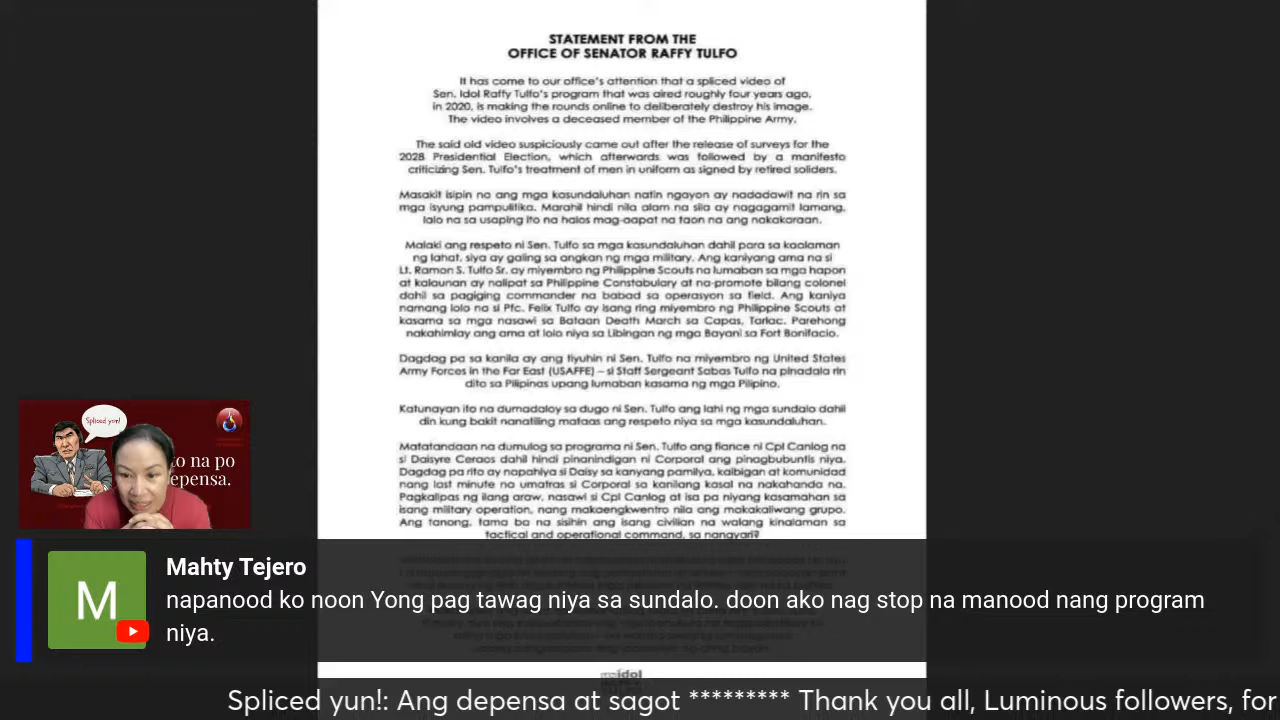 STATEMENT FROM THE
OFFICE OF SENATOR RAFFY TULFO
It has come to our office's attention that a spliced video of
Sen. Idol Raffy Tulfo's program that was aired roughly four years ago,
in 2020, is making the rounds online to deliberately destroy his image.
The video involves a deceased member of the Philippine Army.
The said old video suspiciously came out after the release of surveys for the
2028 Presidential Election, which afterwards was followed by a manifesto
criticizing Sen. Tulfo's treatment of men in uniform as signed by retired soliders.
Masakit isipin na ang mga kasundaluhan natin ngayon ay nadadawit na rin sa
mga isyung pampulitika. Marahil hindi nila alam na sila ay nagagamit lamang,
lalo na sa usaping ito na halos mag-aapat na taon na ang nakakaraan.
Malaki ang respeto ni Sen. Tulfo sa mga kasundaluhan dahil para sa kaalaman
ng lahat, siya ay galing sa angkan ng mga military. Ang kaniyang ama na si
Lt. Ramon S. Tulfo Sr. ay miyembro ng Philippine Scouts na lumaban sa mga hapon
at kalaunan ay nalipat sa Philippine Constabulary at na-promote bilang colonel
dahil sa pagiging commander na babad sa operasyon sa field. Ang kaniya
namang lolo na si Pfc. Felix Tulfo ay isang ring miyembro ng Philippine Scouts at
kasama sa mga nasawi sa Bataan Death March sa Capas, Tarlac. Parehong
nakahimlay ang ama at lolo niya sa Libingan ng mga Bayani sa Fort Bonifacio.
Dagdag pa sa kanila ay ang tiyuhin ni Sen. Tulfo na miyembro ng United States
Army Forces in the Far East (USAFFE) – si Staff Sergeant Sabas Tulfo na pinadala rin
dito sa Pilipinas upang lumaban kasama ng mga Pilipino.
Katunayan ito na dumadaloy sa dugo ni Sen. Tulfo ang lahi ng mga sundalo dahil
din kung bakit nanatiling mataas ang respeto niya sa mga kasundaluhan.
Matatandaan na dumulog sa programa ni Sen. Tulfo ang fiance ni Cpl Canlog na
si Daisyre Ceraos dahil hindi pinanindigan ni Corporal ang pinagbubuntis niya.
Dagdag pa rito ay napahiya si Daisy sa kanyang pamilya, kaibigan at komunidad
nang last minute na umatras si Corporal sa kanilang kasal na nakahanda na.
Pagkalipas ng ilang araw, nasawi si Cpl Canlog at isa pa niyang kasamahan sa
isang military operation, nang makaengkwentro nila ang makakaliwang grupo.
Ang tanong, tama ba na sisihin ang isang civilian na walang kinalaman sa
tactical and operational command, sa nangyari?
Spliced yun!
to na po
epensa.
M
Mahty Tejero
napanood ko noon Yong pag tawag niya sa sundalo. doon ako nag stop na manood nang program
niya.
idol
Spliced yun!: Ang depensa at sagot ********* Thank you all, Luminous followers, for